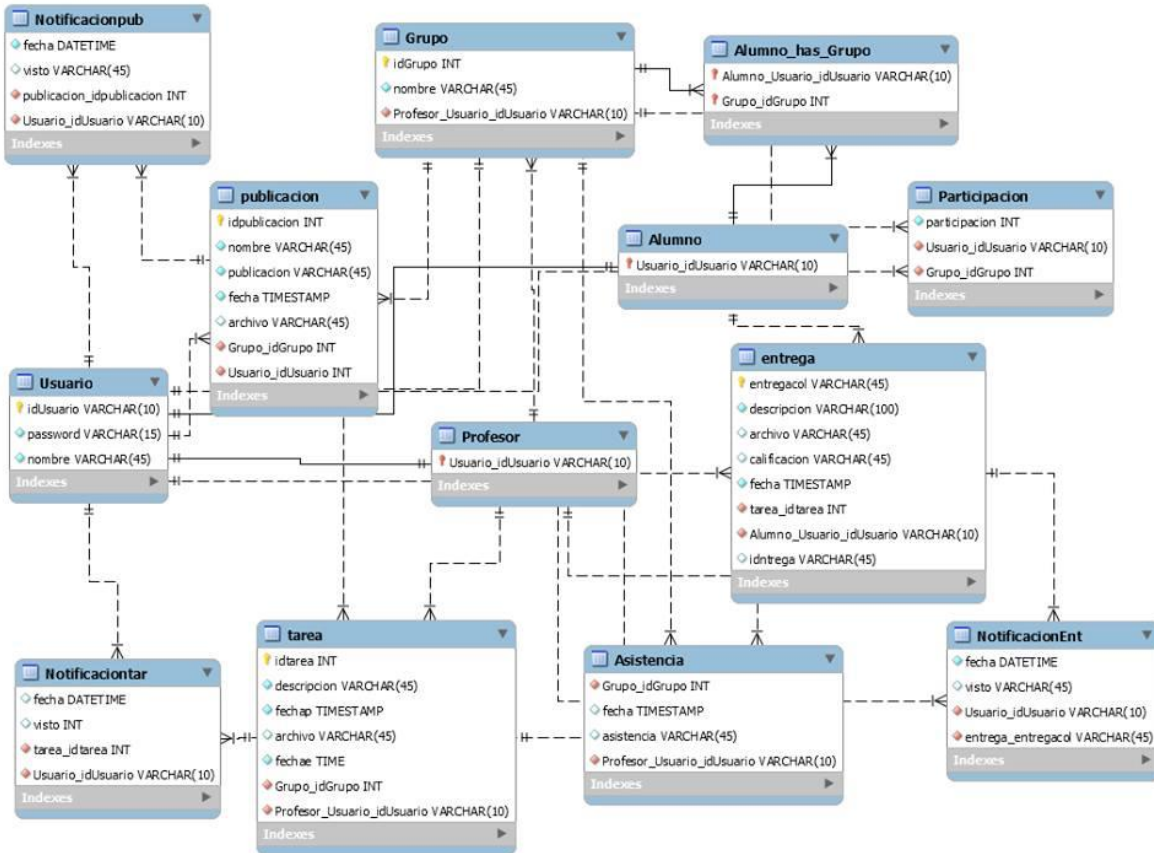 Notificacionpub
fecha DATETIME
visto VARCHAR(45)
publicacion_idpublicacion INT
Usuario_idUsuario VARCHAR(10)
Indexes
Grupo
idGrupo INT
nombre VARCHAR(45)
Profesor_Usuario_idUsuario VARCHAR(10)
Indexes
Alumno_has_Grupo
Alumno_Usuario_idUsuario VARCHAR(10)
Grupo_idGrupo INT
Indexes
publicacion
idpublicacion INT
nombre VARCHAR(45)
publicacion VARCHAR(45)
fecha TIMESTAMP
archivo VARCHAR(45)
Grupo_idGrupo INT
Usuario_idUsuario INT
Indexes
Alumno
Usuario_idUsuario VARCHAR(10)
Indexes
Participacion
participacion INT
Usuario_idUsuario VARCHAR(10)
Grupo_idGrupo INT
Indexes
Usuario
idUsuario VARCHAR(10)
password VARCHAR(15)
nombre VARCHAR(45)
Indexes
Profesor
Usuario_idUsuario VARCHAR(10)
Indexes
entrega
entregacol VARCHAR(45)
descripcion VARCHAR(100)
archivo VARCHAR(45)
calificacion VARCHAR(45)
fecha TIMESTAMP
tarea_idtarea INT
Alumno_Usuario_idUsuario VARCHAR(10)
idntrega VARCHAR(45)
Indexes
Notificaciontar
fecha DATETIME
visto INT
tarea_idtarea INT
Usuario_idUsuario VARCHAR(10)
Indexes
tarea
idtarea INT
descripcion VARCHAR(45)
fechap TIMESTAMP
archivo VARCHAR(45)
fechae TIME
Grupo_idGrupo INT
Profesor_Usuario_idUsuario VARCHAR(10)
Indexes
Asistencia
Grupo_idGrupo INT
fecha TIMESTAMP
asistencia VARCHAR(45)
Profesor_Usuario_idUsuario VARCHAR(10)
Indexes
NotificacionEnt
fecha DATETIME
visto VARCHAR(45)
Usuario_idUsuario VARCHAR(10)
entrega_entregacol VARCHAR(45)
Indexes